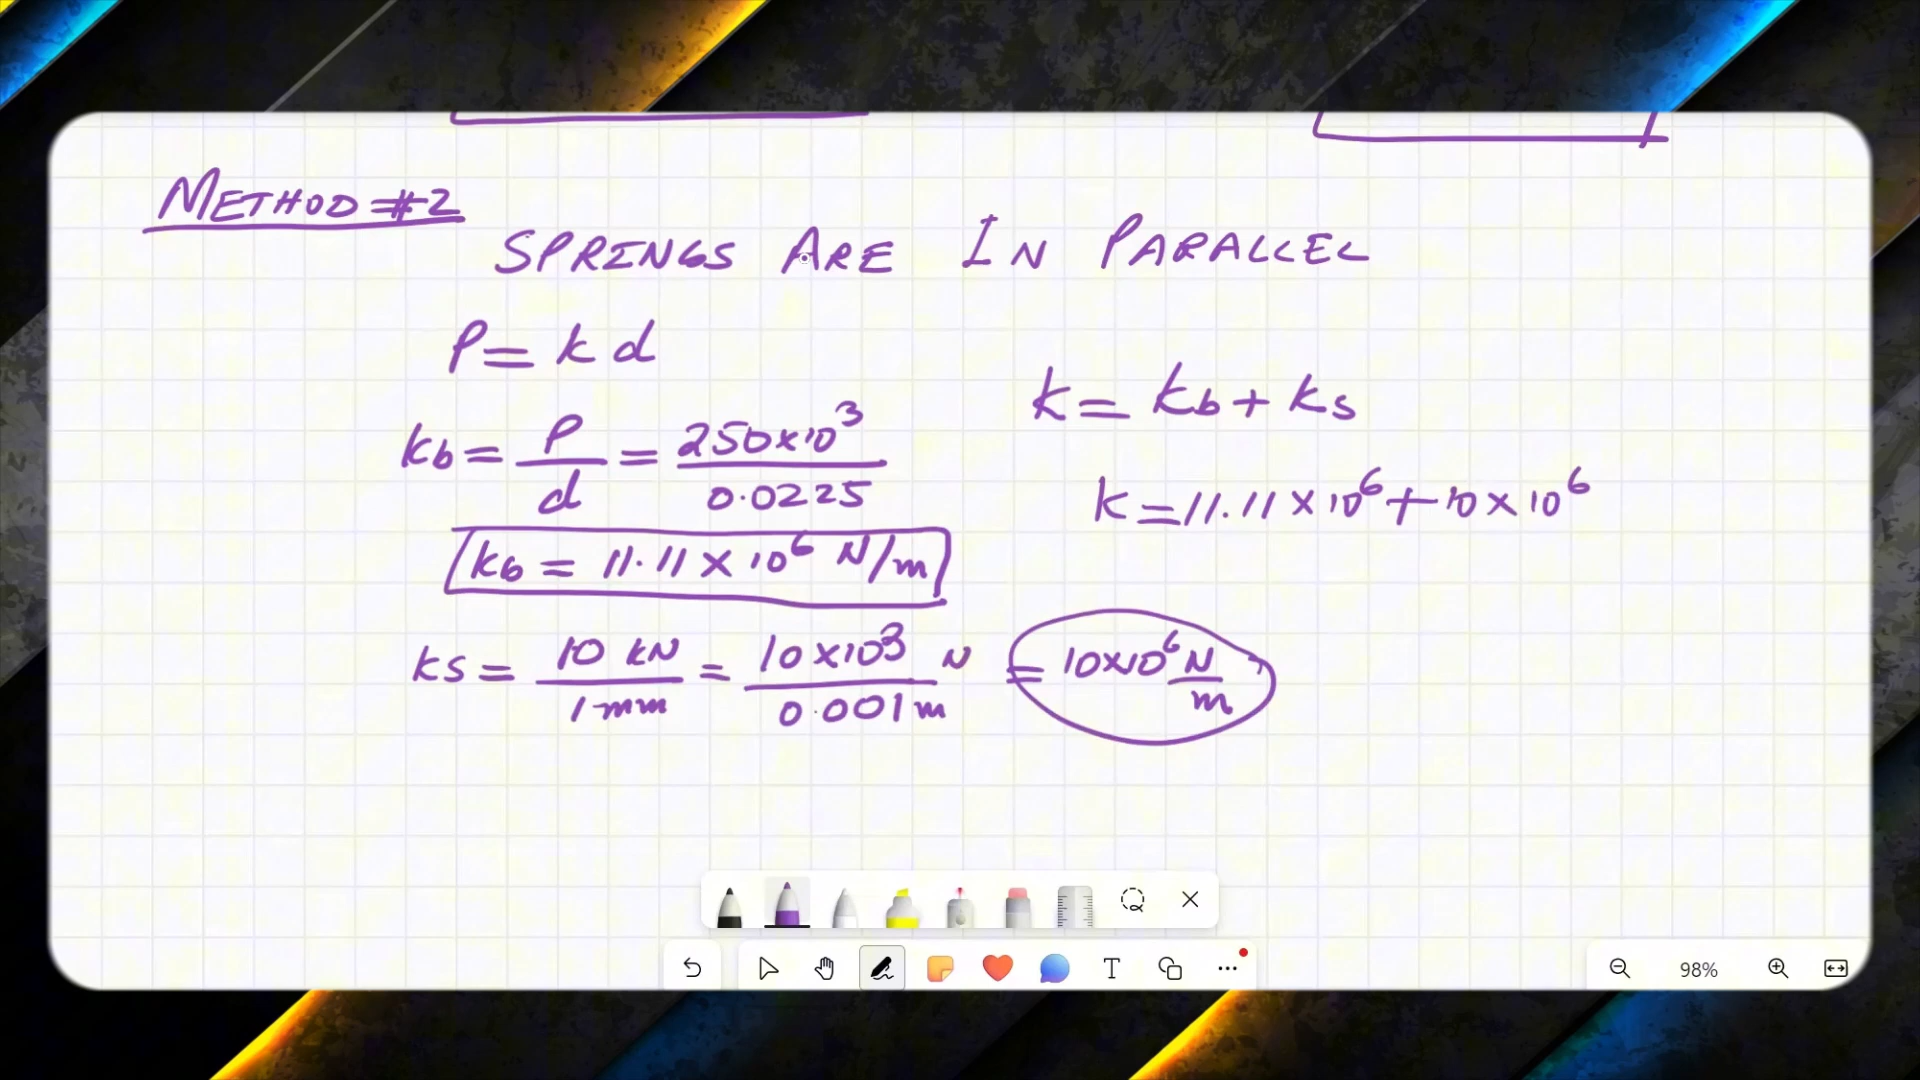 METHOD #2
SPRINGS ARE IN PARALLEL
P = k d
kb = P/d = 250×10³/0.0225
kb = 11.11 × 10⁶ N/m
ks = 10 kN/1 mm = 10×10³ N/0.001 m = 10×10⁶ N/m
k = kb + ks
k = 11.11 × 10⁶ + 10 × 10⁶
98%